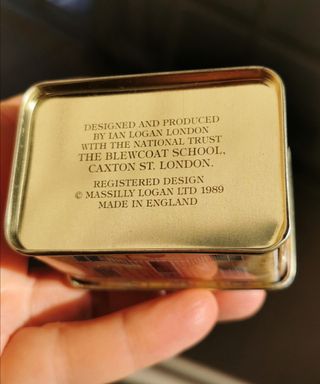 DESIGNED AND PRODUCED
BY IAN LOGAN LONDON
WITH THE NATIONAL TRUST
THE BLEWCOAT SCHOOL,
CAXTON ST. LONDON.
REGISTERED DESIGN
© MASSILLY LOGAN LTD 1989
MADE IN ENGLAND